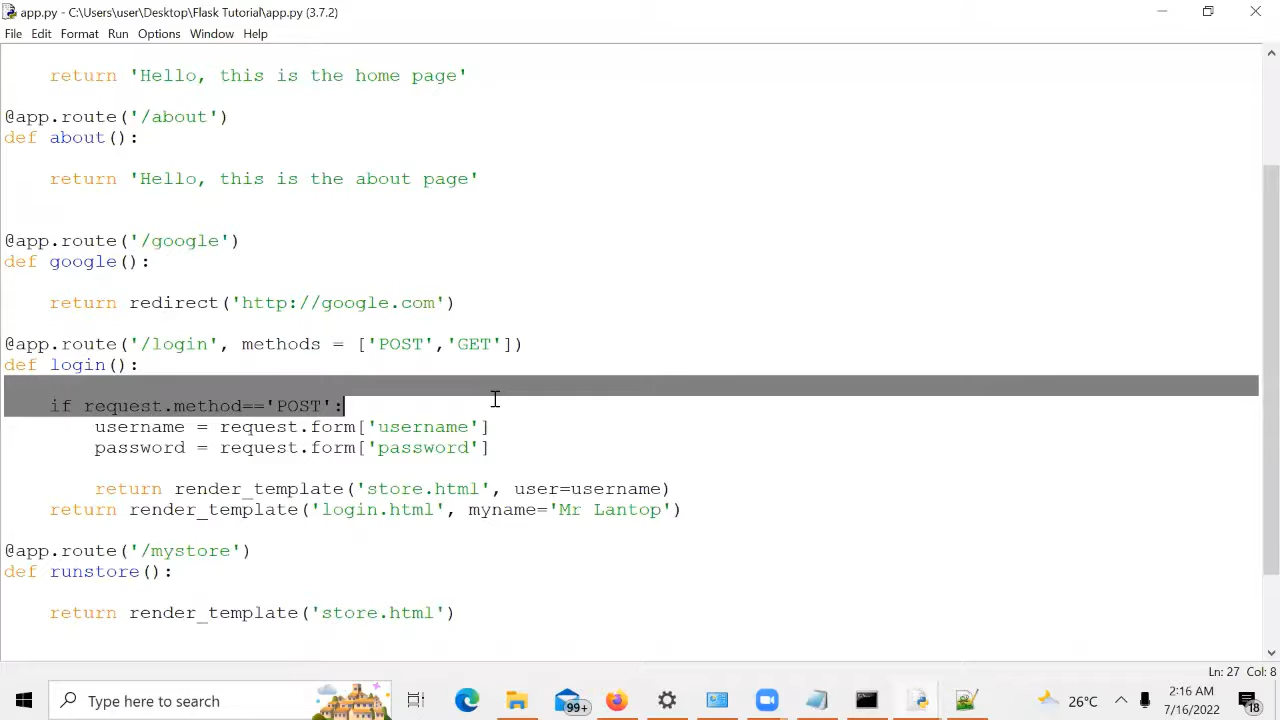 app.py - C:\Users\user\Desktop\Flask Tutorial\app.py (3.7.2)
File Edit Format Run Options Window Help
return 'Hello, this is the home page'
@app.route('/about')
def about():
return 'Hello, this is the about page'
@app.route('/google')
def google():
return redirect('http://google.com')
@app.route('/login', methods = ['POST','GET'])
def login():
if request.method=='POST':
username = request.form['username']
password = request.form['password']
return render_template('store.html', user=username)
return render_template('login.html', myname='Mr Lantop')
@app.route('/mystore')
def runstore():
return render_template('store.html')
Ln: 27 Col: 8
Type here to search
99+
26°C
2:16 AM
7/16/2022
18